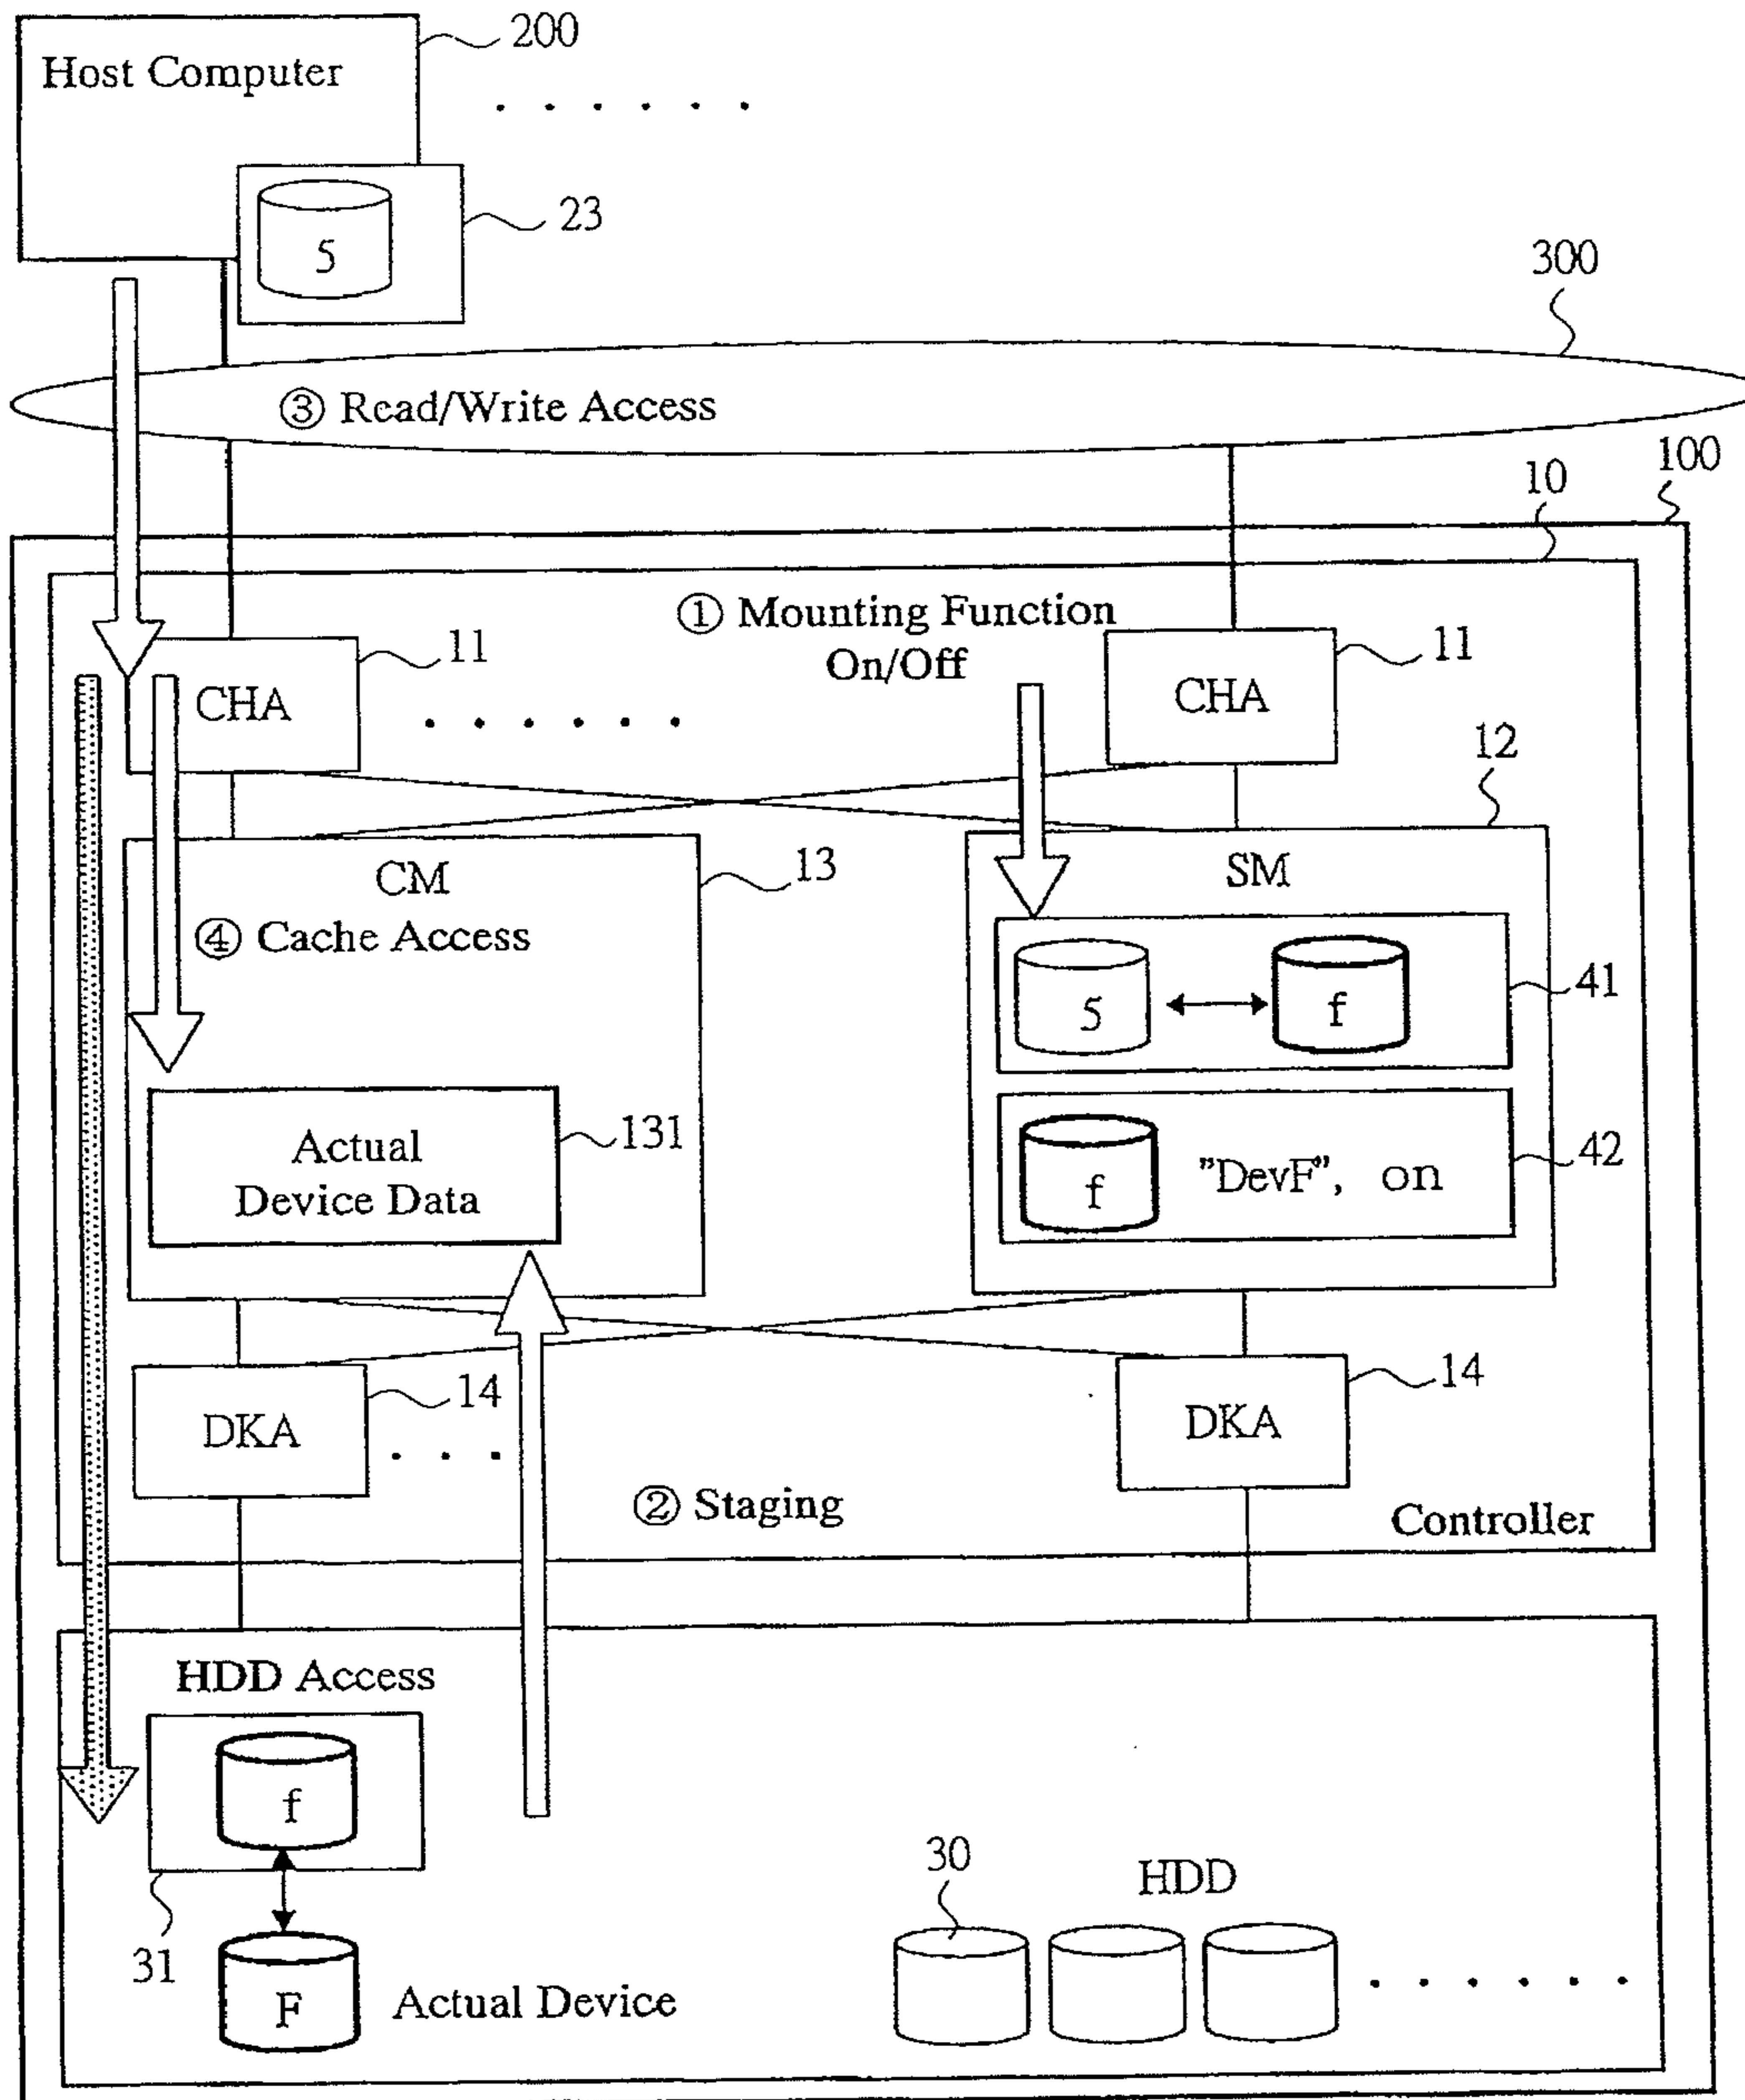 200
Host Computer
23
5
300
③ Read/Write Access
100
10
① Mounting Function
On/Off
11
11
CHA
CHA
12
CM
13
SM
④ Cache Access
41
5
f
131
Actual
Device Data
42
f
"DevF", on
14
14
DKA
DKA
② Staging
Controller
HDD Access
f
30
HDD
31
F
Actual Device